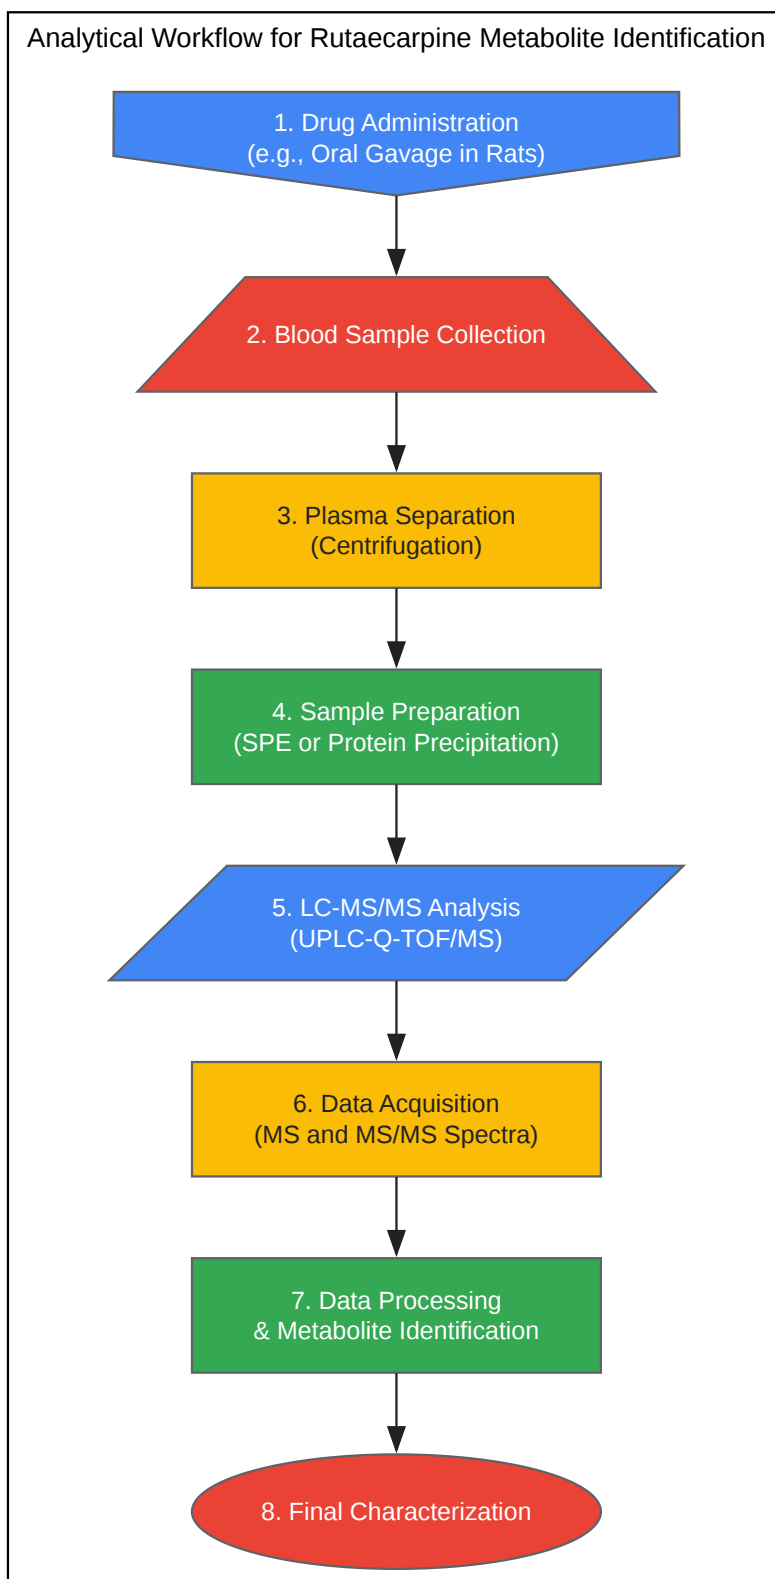 Analytical Workflow for Rutaecarpine Metabolite Identification
1. Drug Administration
(e.g., Oral Gavage in Rats)
2. Blood Sample Collection
3. Plasma Separation
(Centrifugation)
4. Sample Preparation
(SPE or Protein Precipitation)
5. LC-MS/MS Analysis
(UPLC-Q-TOF/MS)
6. Data Acquisition
(MS and MS/MS Spectra)
7. Data Processing
& Metabolite Identification
8. Final Characterization